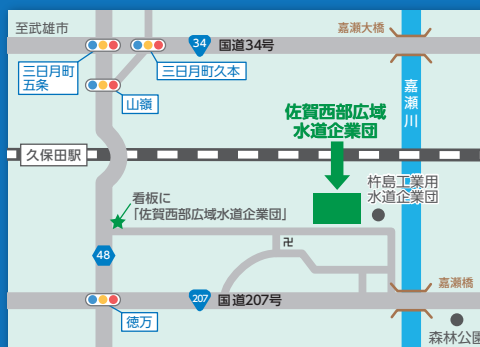 至武雄市
嘉瀬大橋
34
国道34号
三日月町
五条
三日月町久本
山嶺
嘉瀬川
佐賀西部広域
水道企業団
久保田駅
杵島工業用
水道企業団
看板に
「佐賀西部広域水道企業団」
卍
48
嘉瀬橋
207
国道207号
徳万
森林公園